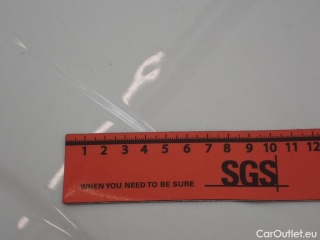 1 2 3 4 5 6 7 8 9 10 11 12
WHEN YOU NEED TO BE SURE SGS
CarOutlet.eu